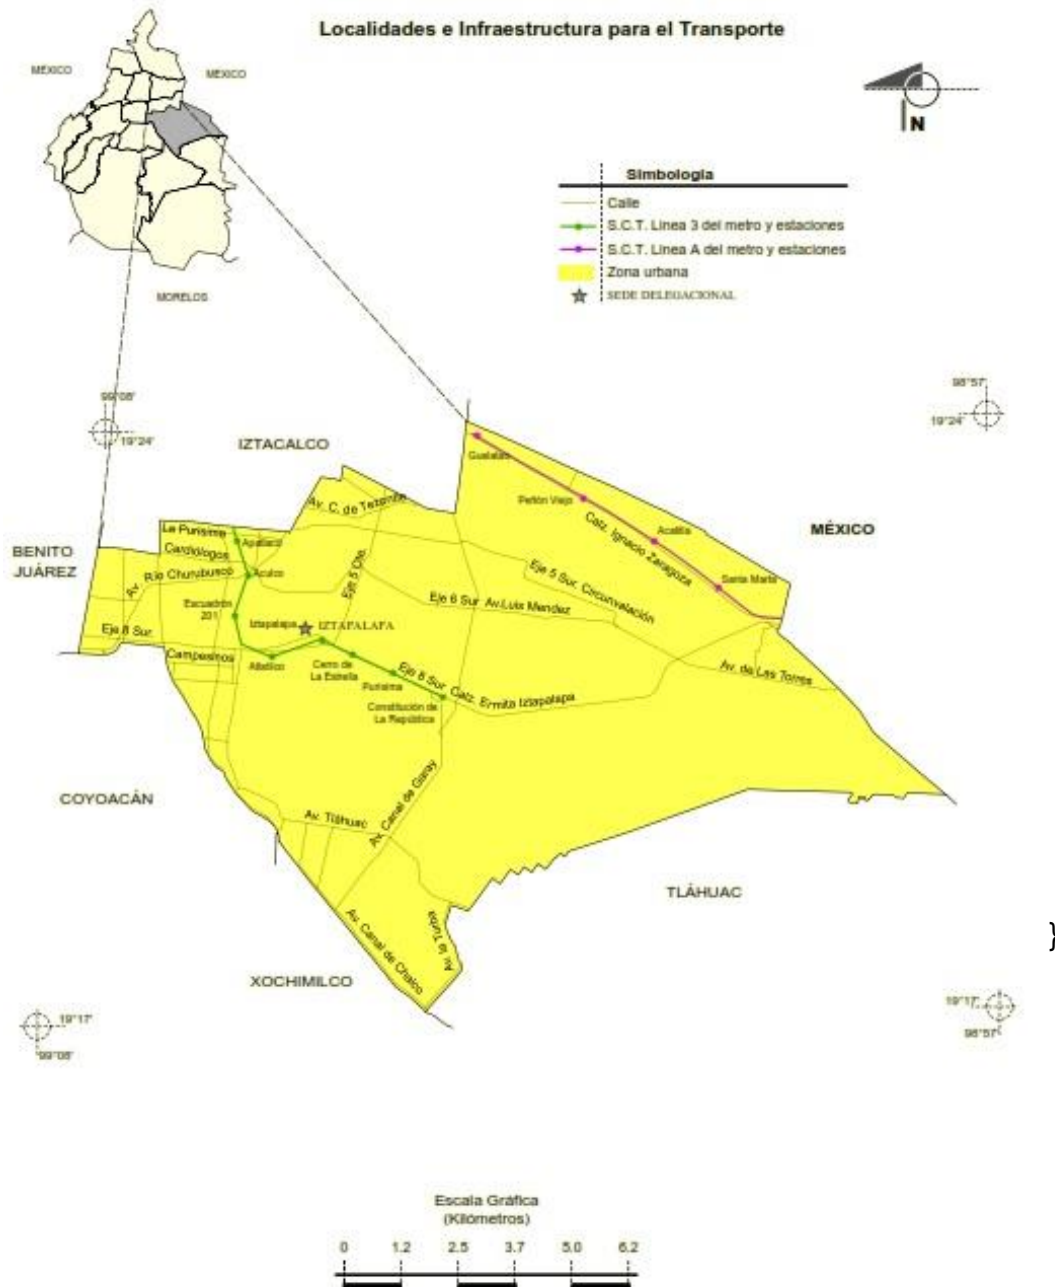 Localidades e Infraestructura para el Transporte
MÉXICO
MÉXICO
MORELOS
N
Simbología
Calle
S.C.T. Línea 3 del metro y estaciones
S.C.T. Línea A del metro y estaciones
Zona urbana
SEDE DELEGACIONAL
99°08'
19°24'
98°57'
19°24'
IZTACALCO
BENITO
JUÁREZ
MÉXICO
Guelatao
Peñón Viejo
Acatitla
Santa Marta
Calz. Ignacio Zaragoza
Av. C. de Tezontle
La Purísima
Apatlaco
Cardiólogos
Av. Río Churubusco
Aculco
Eje 5 Ote.
Eje 5 Sur. Circunvalación
Eje 6 Sur Av.Luis Mendez
Escuadrón
201
Iztapalapa
IZTAPALAPA
Eje 8 Sur.
Campesinos
Atlalilco
Cerro de
La Estrella
Purísima
Eje 8 Sur Calz. Ermita Iztapalapa
Constitución de
La República
Av. de Las Torres
COYOACÁN
Av. Canal de Garay
Av. Tláhuac
TLÁHUAC
Av. la Turba
Av. Canal de Chalco
}
XOCHIMILCO
19°17'
99°08'
19°17'
98°57'
Escala Gráfica
(Kilómetros)
0 1.2 2.5 3.7 5.0 6.2